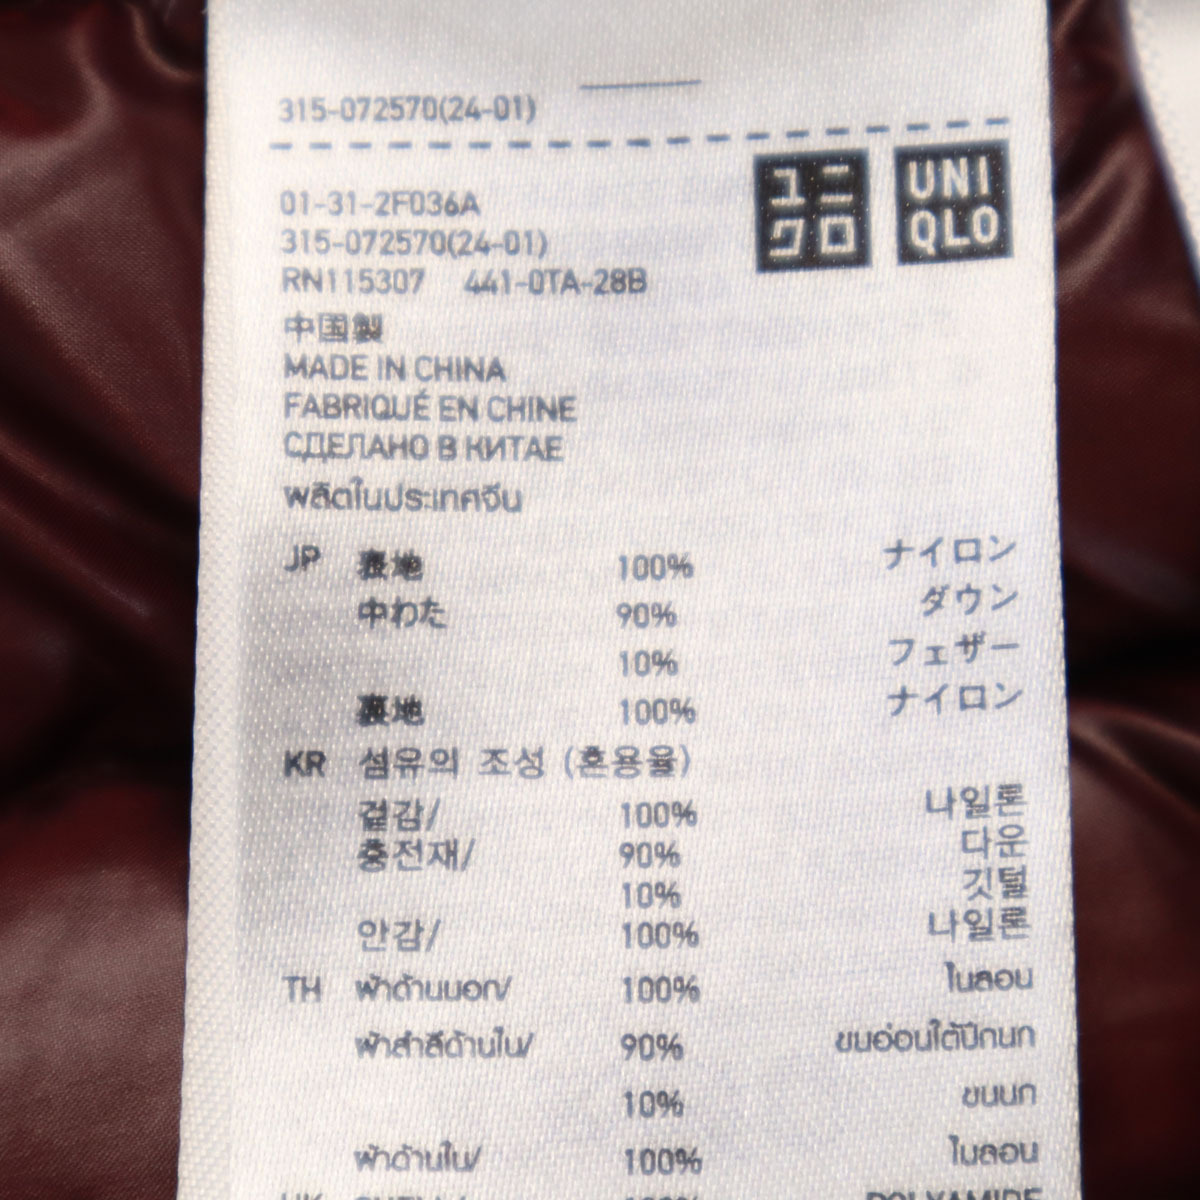 315-072570(24-01)
ユニ
クロ
UNI
QLO
01-31-2F036A
315-072570(24-01)
RN115307 441-0TA-28B
中国製
MADE IN CHINA
FABRIQUÉ EN CHINE
СДЕЛАНО В КИТАЕ
ผลิตในประเทศจีน
JP 表地 100% ナイロン
中わた 90% ダウン
10% フェザー
裏地 100% ナイロン
KR 섬유의 조성 (혼용율)
겉감/ 100% 나일론
충전재/ 90% 다운
10% 깃털
안감/ 100% 나일론
TH ผ้าด้านนอก/ 100% ไนลอน
ผ้าสำลีด้านใน/ 90% ขนอ่อนใต้ปีกนก
10% ขนนก
ผ้าด้านใน/ 100% ไนลอน
100% POLYAMIDE